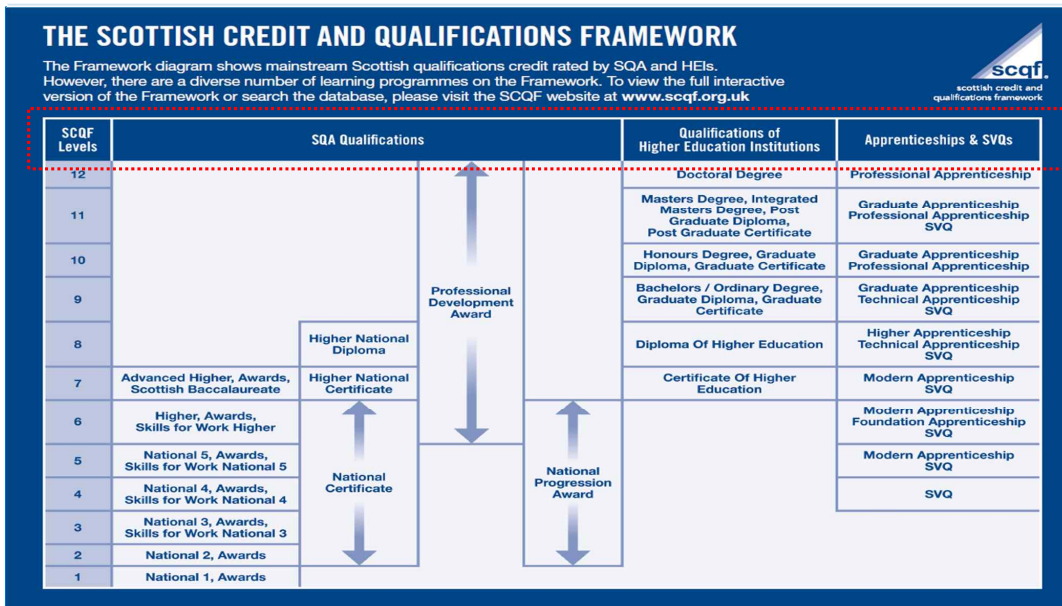 THE SCOTTISH CREDIT AND QUALIFICATIONS FRAMEWORK
The Framework diagram shows mainstream Scottish qualifications credit rated by SQA and HEIs.
However, there are a diverse number of learning programmes on the Framework. To view the full interactive
version of the Framework or search the database, please visit the SCQF website at www.scqf.org.uk
scqf.
scottish credit and
qualifications framework
SCQF
Levels
SQA Qualifications
Qualifications of
Higher Education Institutions
Apprenticeships & SVQs
12
Doctoral Degree
Professional Apprenticeship
11
Masters Degree, Integrated
Masters Degree, Post
Graduate Diploma,
Post Graduate Certificate
Graduate Apprenticeship
Professional Apprenticeship
SVQ
10
Honours Degree, Graduate
Diploma, Graduate Certificate
Graduate Apprenticeship
Professional Apprenticeship
9
Professional
Development
Award
Bachelors / Ordinary Degree,
Graduate Diploma, Graduate
Certificate
Graduate Apprenticeship
Technical Apprenticeship
SVQ
8
Higher National
Diploma
Diploma Of Higher Education
Higher Apprenticeship
Technical Apprenticeship
SVQ
7
Advanced Higher, Awards,
Scottish Baccalaureate
Higher National
Certificate
Certificate Of Higher
Education
Modern Apprenticeship
SVQ
6
Higher, Awards,
Skills for Work Higher
Modern Apprenticeship
Foundation Apprenticeship
SVQ
5
National 5, Awards,
Skills for Work National 5
National
Certificate
National
Progression
Award
Modern Apprenticeship
SVQ
4
National 4, Awards,
Skills for Work National 4
SVQ
3
National 3, Awards,
Skills for Work National 3
2
National 2, Awards
1
National 1, Awards